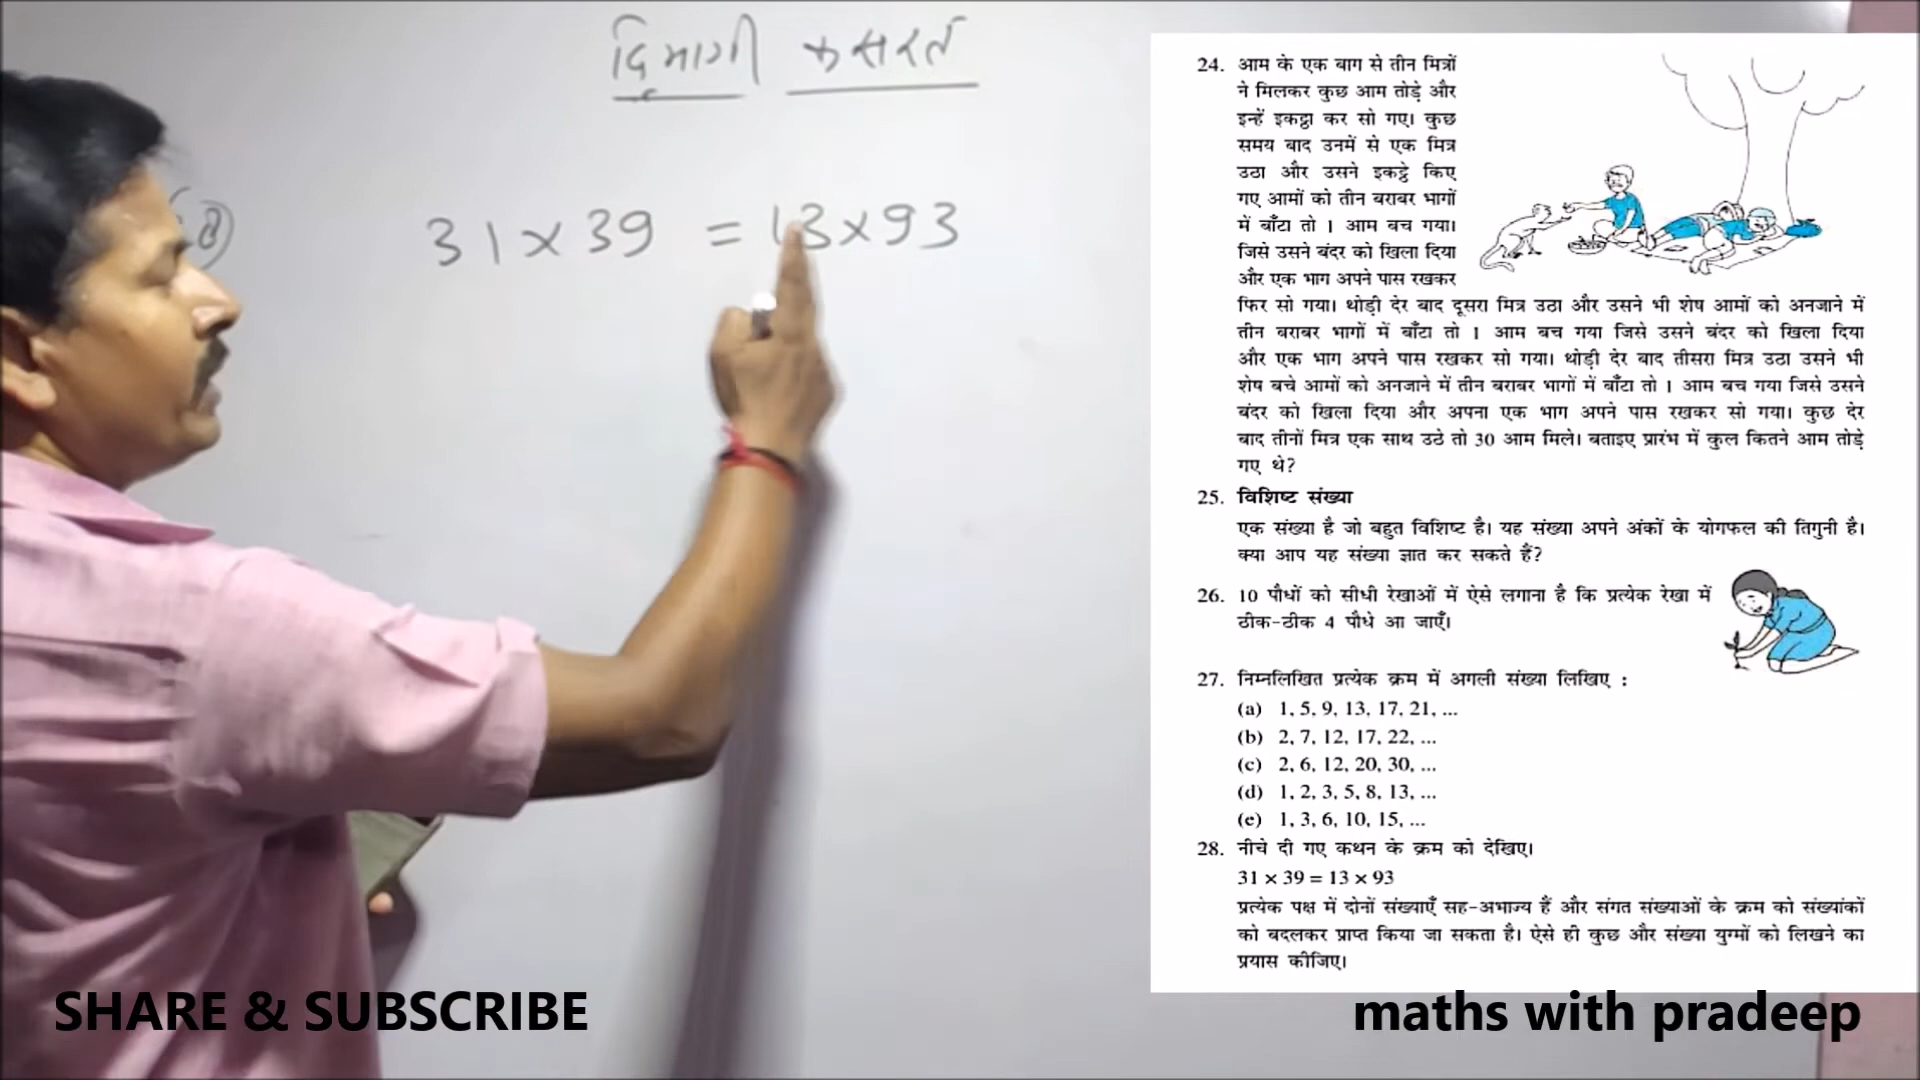 दिमागी कसरत
31 × 39 = 13 × 93
24. आम के एक बाग से तीन मित्रों
ने मिलकर कुछ आम तोड़े और
इन्हें इकट्ठा कर सो गए। कुछ
समय बाद उनमें से एक मित्र
उठा और उसने इकट्ठे किए
गए आमों को तीन बराबर भागों
में बाँटा तो 1 आम बच गया।
जिसे उसने बंदर को खिला दिया
और एक भाग अपने पास रखकर
फिर सो गया। थोड़ी देर बाद दूसरा मित्र उठा और उसने भी शेष आमों को अनजाने में
तीन बराबर भागों में बाँटा तो 1 आम बच गया जिसे उसने बंदर को खिला दिया
और एक भाग अपने पास रखकर सो गया। थोड़ी देर बाद तीसरा मित्र उठा उसने भी
शेष बचे आमों को अनजाने में तीन बराबर भागों में बाँटा तो 1 आम बच गया जिसे उसने
बंदर को खिला दिया और अपना एक भाग अपने पास रखकर सो गया। कुछ देर
बाद तीनों मित्र एक साथ उठे तो 30 आम मिले। बताइए प्रारंभ में कुल कितने आम तोड़े
गए थे?
25. विशिष्ट संख्या
एक संख्या है जो बहुत विशिष्ट है। यह संख्या अपने अंकों के योगफल की तिगुनी है।
क्या आप यह संख्या ज्ञात कर सकते हैं?
26. 10 पौधों को सीधी रेखाओं में ऐसे लगाना है कि प्रत्येक रेखा में
ठीक-ठीक 4 पौधे आ जाएँ।
27. निम्नलिखित प्रत्येक क्रम में अगली संख्या लिखिए :
(a) 1, 5, 9, 13, 17, 21, ...
(b) 2, 7, 12, 17, 22, ...
(c) 2, 6, 12, 20, 30, ...
(d) 1, 2, 3, 5, 8, 13, ...
(e) 1, 3, 6, 10, 15, ...
28. नीचे दी गए कथन के क्रम को देखिए।
31 × 39 = 13 × 93
प्रत्येक पक्ष में दोनों संख्याएँ सह-अभाज्य हैं और संगत संख्याओं के क्रम को संख्यांकों
को बदलकर प्राप्त किया जा सकता है। ऐसे ही कुछ और संख्या युग्मों को लिखने का
प्रयास कीजिए।
SHARE & SUBSCRIBE
maths with pradeep